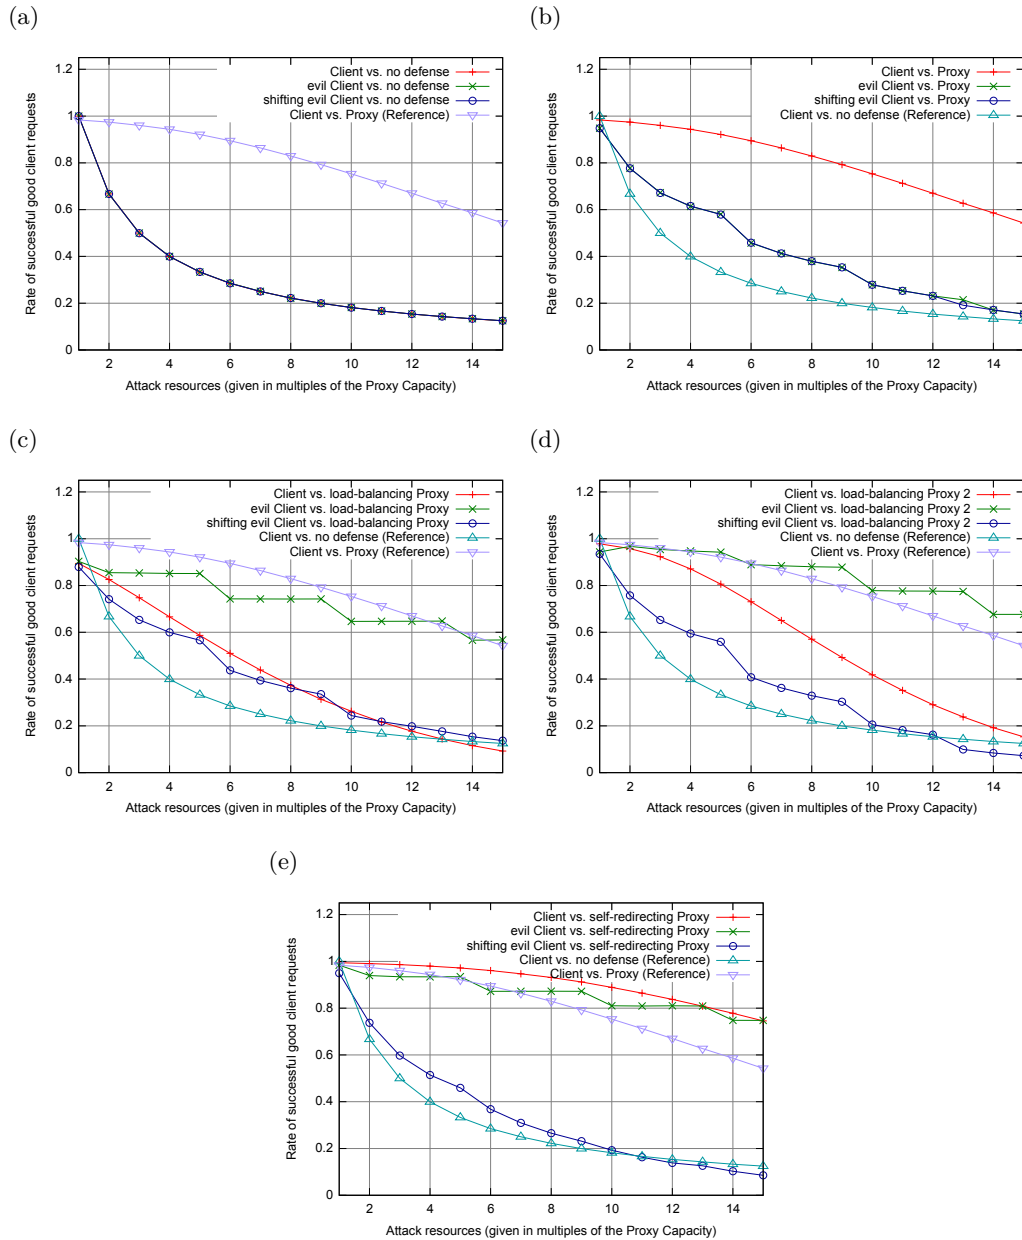 (a)
Rate of successful good client requests
1.2
1
0.8
0.6
0.4
0.2
0
Client vs. no defense
evil Client vs. no defense
shifting evil Client vs. no defense
Client vs. Proxy (Reference)
2 4 6 8 10 12 14
Attack resources (given in multiples of the Proxy Capacity)
(b)
Rate of successful good client requests
1.2
1
0.8
0.6
0.4
0.2
0
Client vs. Proxy
evil Client vs. Proxy
shifting evil Client vs. Proxy
Client vs. no defense (Reference)
2 4 6 8 10 12 14
Attack resources (given in multiples of the Proxy Capacity)
(c)
Rate of successful good client requests
1.2
1
0.8
0.6
0.4
0.2
0
Client vs. load-balancing Proxy
evil Client vs. load-balancing Proxy
shifting evil Client vs. load-balancing Proxy
Client vs. no defense (Reference)
Client vs. Proxy (Reference)
2 4 6 8 10 12 14
Attack resources (given in multiples of the Proxy Capacity)
(d)
Rate of successful good client requests
1.2
1
0.8
0.6
0.4
0.2
0
Client vs. load-balancing Proxy 2
evil Client vs. load-balancing Proxy 2
shifting evil Client vs. load-balancing Proxy 2
Client vs. no defense (Reference)
Client vs. Proxy (Reference)
2 4 6 8 10 12 14
Attack resources (given in multiples of the Proxy Capacity)
(e)
Rate of successful good client requests
1.2
1
0.8
0.6
0.4
0.2
0
Client vs. self-redirecting Proxy
evil Client vs. self-redirecting Proxy
shifting evil Client vs. self-redirecting Proxy
Client vs. no defense (Reference)
Client vs. Proxy (Reference)
2 4 6 8 10 12 14
Attack resources (given in multiples of the Proxy Capacity)